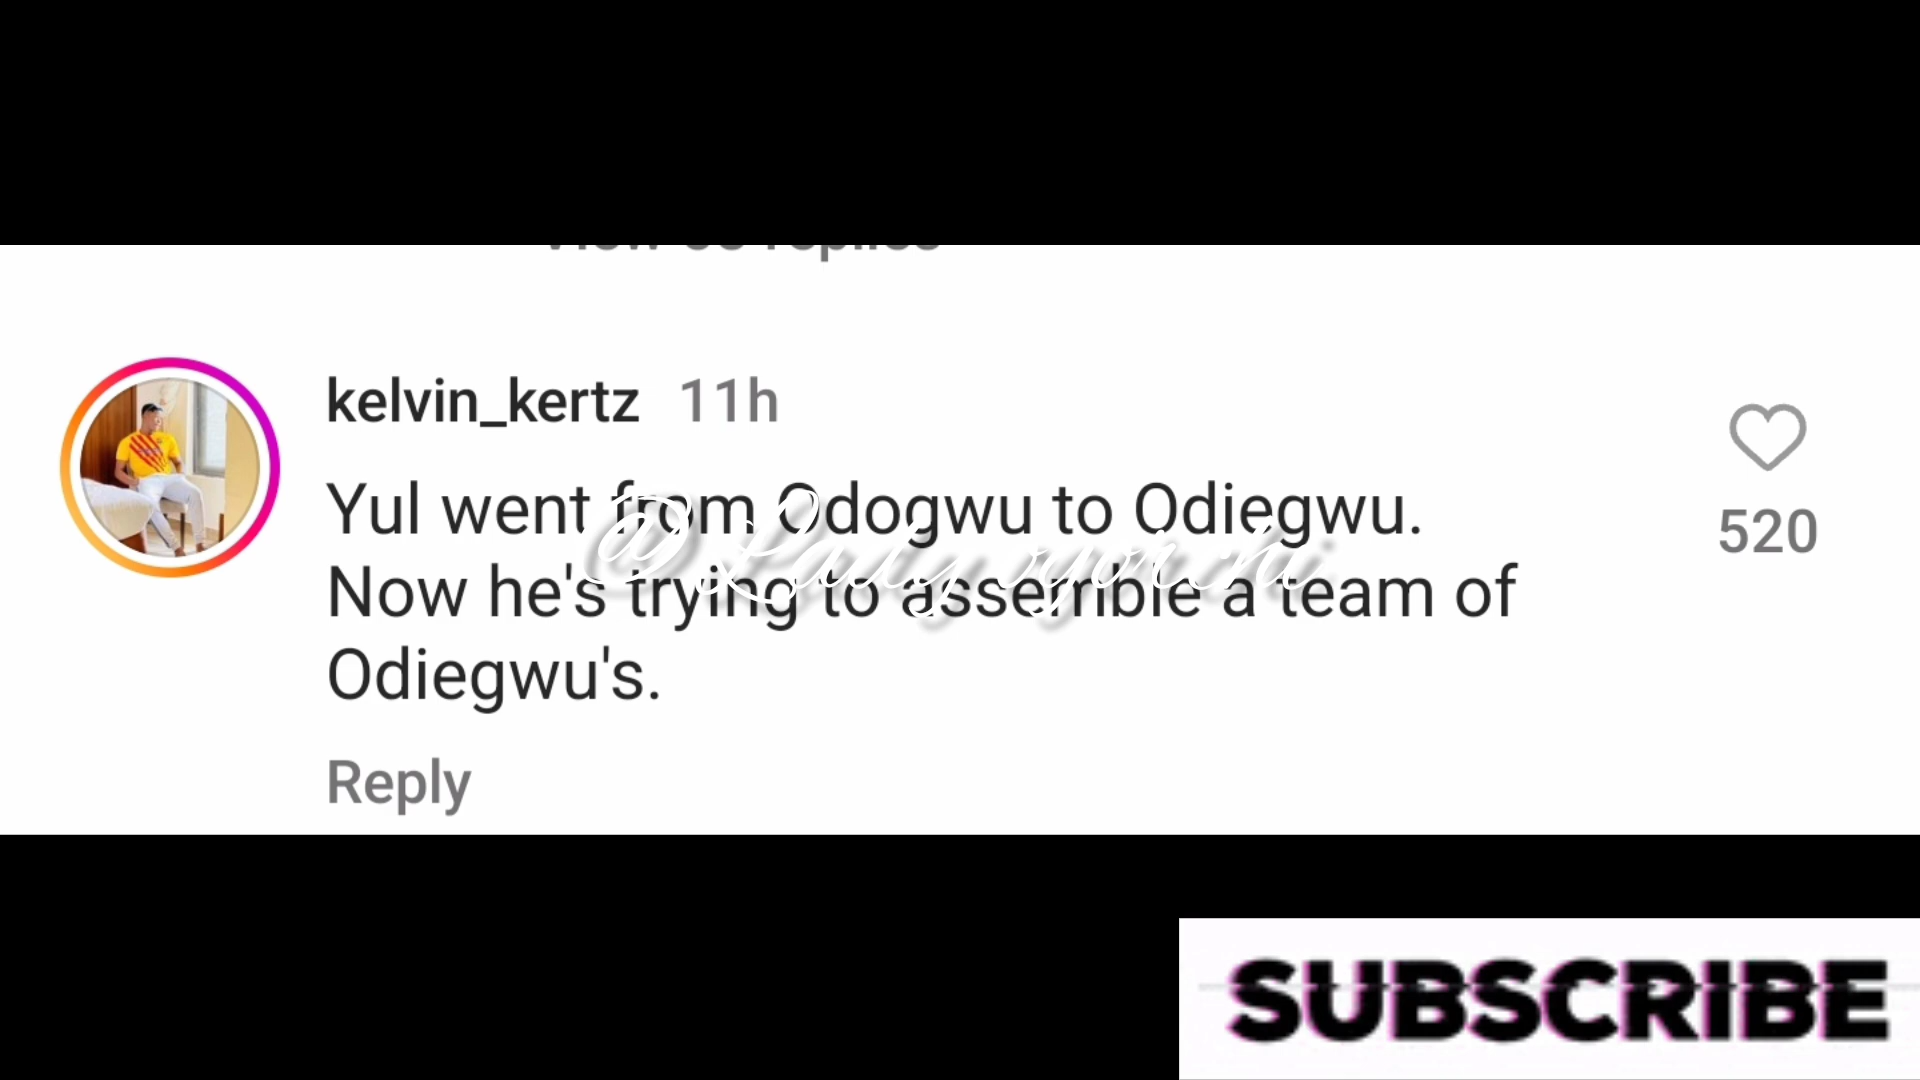 kelvin_kertz 11h
Yul went from Odogwu to Odiegwu.
520
Now he's trying to assemble a team of
Odiegwu's.
Reply
SUBSCRIBE